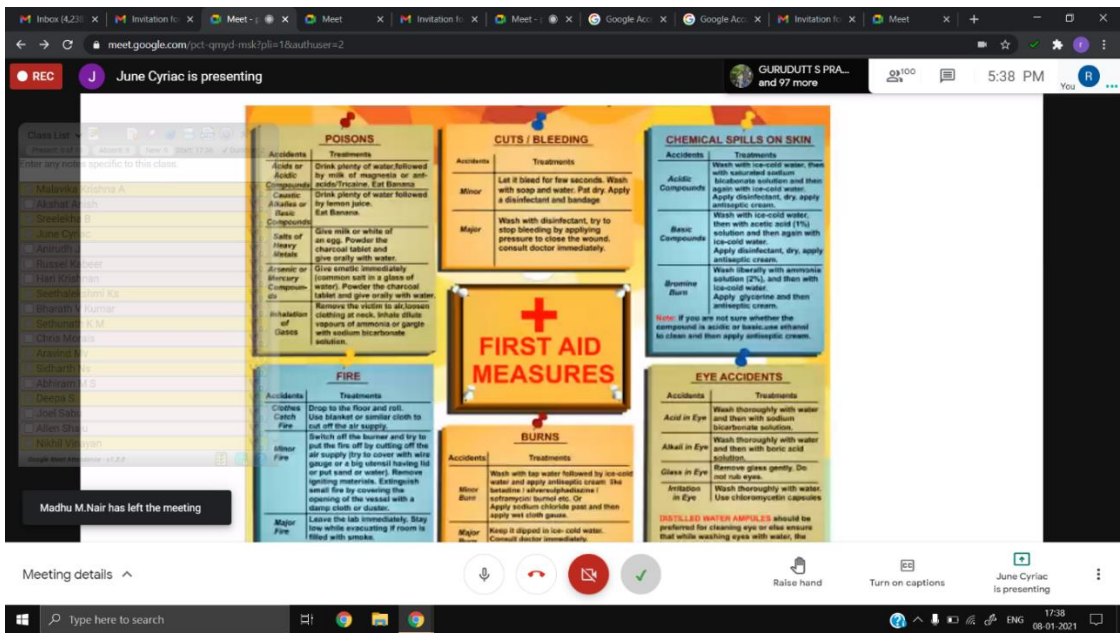 Inbox (4,23
Invitation fo
Meet - p
Meet
Invitation fo
Meet -
Google Acco
Google Acco
Invitation fo
Meet
meet.google.com/pct-qmyd-msk?pli=1&authuser=2
REC
J
June Cyriac is presenting
GURUDUTT S PRA...
and 97 more
100
5:38 PM
You
R
Class List
Enter any notes specific to this class.
Malavika Krishna A
Akshat Anish
Sreelekha B
June Cyriac
Anirudh J
Russel Kabeer
Hari Krishnan
Seethalekshmi Ks
Bharath V Kumar
Sethunath K M
Chris Morais
Aravind Mv
Sidharth Ns
Abhiram M S
Deepa S
Joel Sabu
Allen Shaju
Nikhil Vinayan
Madhu M.Nair has left the meeting
POISONS
Accidents Treatments
Acids or
Acidic
Compounds
Drink plenty of water,followed
by milk of magnesia or ant-
acids/Tricaine. Eat Banana
Caustic
Alkalies or
Basic
Compounds
Drink plenty of water followed
by lemon juice.
Eat Banana.
Salts of
Heavy
Metals
Give milk or white of
an egg. Powder the
charcoal tablet and
give orally with water.
Arsenic or
Mercury
Compoun-
ds
Give emetic immediately
(common salt in a glass of
water). Powder the charcoal
tablet and give orally with water.
Inhalation
of
Gases
Remove the victim to air,loosen
clothing at neck. Inhale dilute
vapours of ammonia or gargle
with sodium bicarbonate
solution.
FIRE
Accidents Treatments
Clothes
Catch
Fire
Drop to the floor and roll.
Use blanket or similar cloth to
cut off the air supply.
Minor
Fire
Switch off the burner and try to
put the fire off by cutting off the
air supply (try to cover with wire
gauge or a big utensil having lid
or put sand or water). Remove
igniting materials. Extinguish
small fire by covering the
opening of the vessel with a
damp cloth or duster.
Major
Fire
Leave the lab immediately. Stay
low while evacuating if room is
filled with smoke.
CUTS / BLEEDING
Accidents Treatments
Minor
Let it bleed for few seconds. Wash
with soap and water. Pat dry. Apply
a disinfectant and bandage
Major
Wash with disinfectant, try to
stop bleeding by applying
pressure to close the wound.
consult doctor immediately.
FIRST AID
MEASURES
BURNS
Accidents Treatments
Minor
Burn
Wash with tap water followed by ice-cold
water and apply antiseptic cream: like
betadine / silversulphadiazine /
soframycin/ burnol etc. Or
Apply sodium chloride past and then
apply wet cloth gauze.
Major
Keep it dipped in ice- cold water.
Consult doctor immediately.
CHEMICAL SPILLS ON SKIN
Accidents Treatments
Acidic
Compounds
Wash with ice-cold water, then
with saturated sodium
bicabonate solution and then
again with ice-cold water.
Apply disinfectant, dry, apply
antiseptic cream.
Basic
Compounds
Wash with ice-cold water,
then with acetic acid (1%)
solution and then again with
ice-cold water.
Apply disinfectant, dry, apply
antiseptic cream.
Bromine
Burn
Wash liberally with ammonia
solution (2%), and then with
ice-cold water.
Apply glycerine and then
antiseptic cream.
Note: If you are not sure whether the
compound is acidic or basic,use ethanol
to clean and then apply antiseptic cream.
EYE ACCIDENTS
Accidents Treatments
Acid in Eye
Wash thoroughly with water
and then with sodium
bicarbonate solution.
Alkali in Eye
Wash thoroughly with water
and then with boric acid
solution.
Glass in Eye
Remove glass gently. Do
not rub eyes.
Irritation
in Eye
Wash thoroughly with water.
Use chloromycetin capsules
DISTILLED WATER AMPULES should be
preferred for cleaning eye or else ensure
that while washing eyes with water, the
Meeting details
Raise hand
Turn on captions
June Cyriac
is presenting
Type here to search
ENG
17:38
08-01-2021